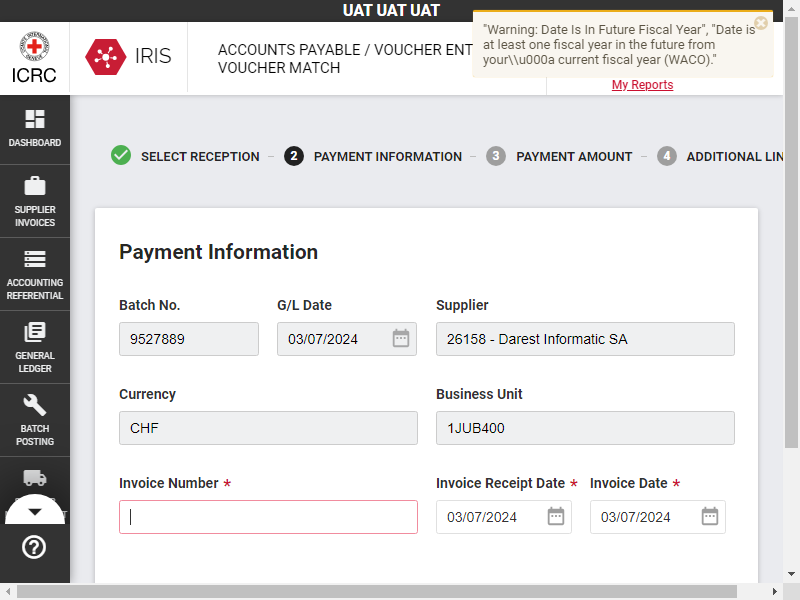 UAT UAT UAT
ICRC
IRIS
ACCOUNTS PAYABLE / VOUCHER ENT
VOUCHER MATCH
"Warning: Date Is In Future Fiscal Year", "Date is
at least one fiscal year in the future from
your\\u000a current fiscal year (WACO)."
My Reports
DASHBOARD
SUPPLIER
INVOICES
ACCOUNTING
REFERENTIAL
GENERAL
LEDGER
BATCH
POSTING
SELECT RECEPTION
2 PAYMENT INFORMATION
3 PAYMENT AMOUNT
4 ADDITIONAL LIN
Payment Information
Batch No.
G/L Date
Supplier
9527889
03/07/2024
26158 - Darest Informatic SA
Currency
Business Unit
CHF
1JUB400
Invoice Number *
Invoice Receipt Date *
Invoice Date *
03/07/2024
03/07/2024